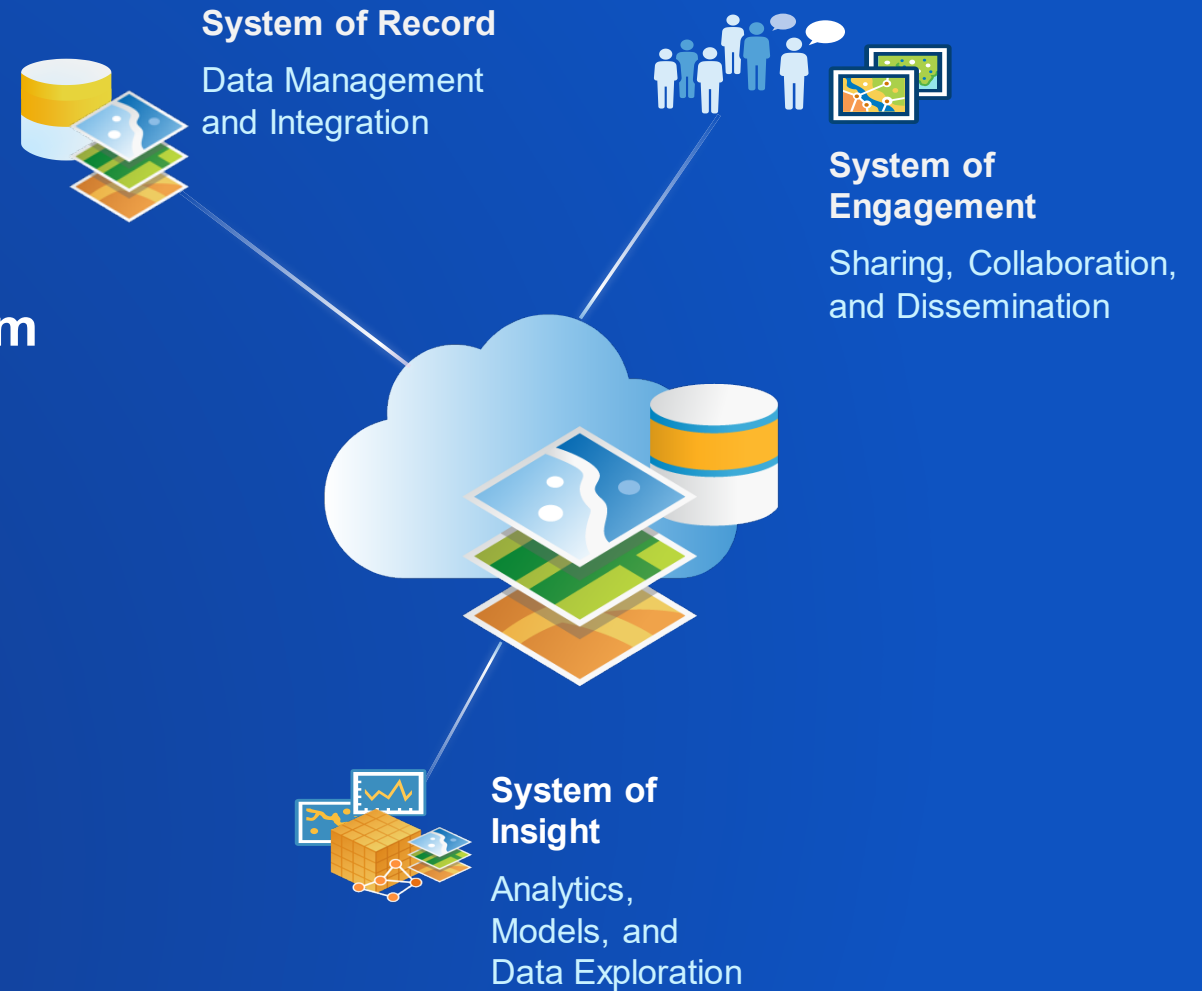 System of Record
Data Management
and Integration
System of
Engagement
Sharing, Collaboration,
and Dissemination
m
System of
Insight
Analytics,
Models, and
Data Exploration